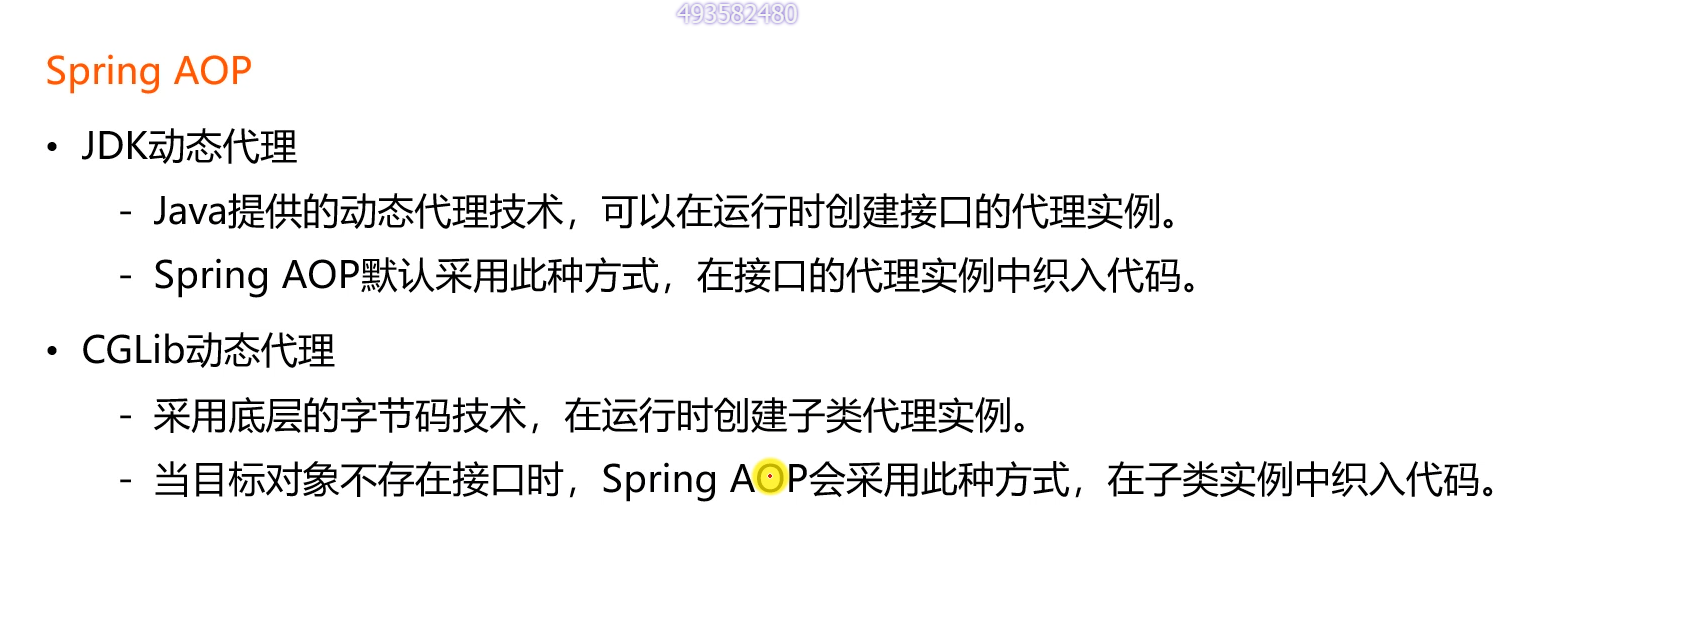 493582480
Spring AOP
• JDK动态代理
- Java提供的动态代理技术，可以在运行时创建接口的代理实例。
- Spring AOP默认采用此种方式，在接口的代理实例中织入代码。
• CGLib动态代理
- 采用底层的字节码技术，在运行时创建子类代理实例。
- 当目标对象不存在接口时，Spring AOP会采用此种方式，在子类实例中织入代码。